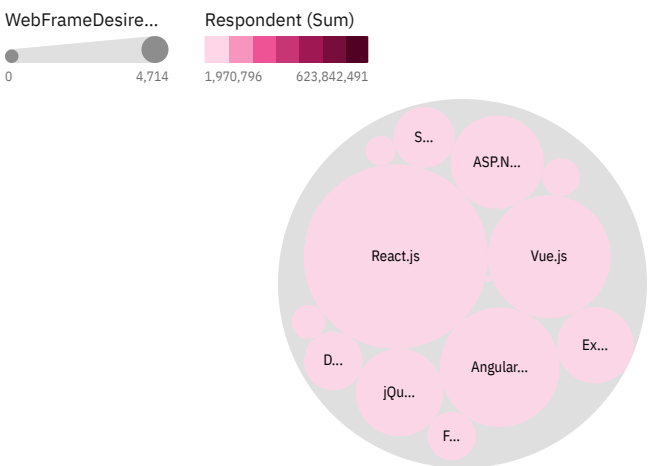 WebFrameDesire...
Respondent (Sum)
0
4,714
1,970,796
623,842,491
S...
ASP.N...
React.js
Vue.js
Ex...
D...
Angular...
jQu...
F...